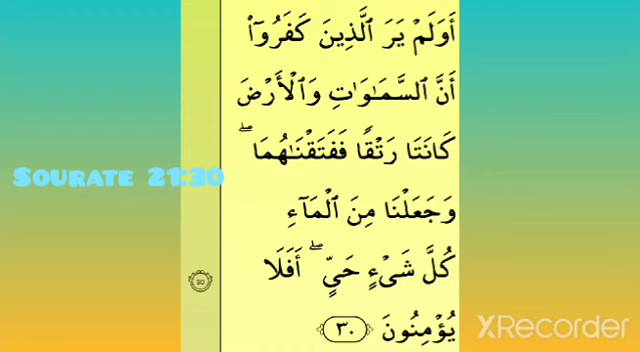 أَوَلَمْ يَرَ ٱلَّذِينَ كَفَرُوٓا۟
أَنَّ ٱلسَّمَـٰوَٰتِ وَٱلْأَرْضَ
كَانَتَا رَتْقًا فَفَتَقْنَـٰهُمَا ۖ
Sourate 21:30
وَجَعَلْنَا مِنَ ٱلْمَآءِ
كُلَّ شَىْءٍ حَىٍّ ۖ أَفَلَا
يُؤْمِنُونَ ٣٠
XRecorder